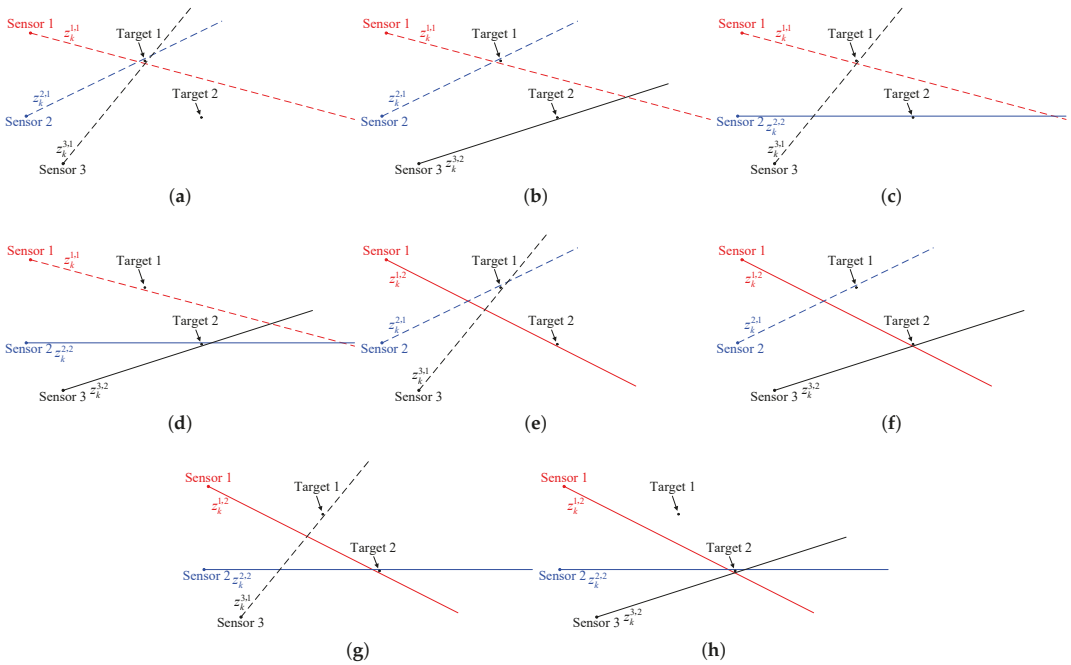 Sensor 1 z_k^{1,1} Target 1
z_k^{2,1} Target 2
Sensor 2
z_k^{3,1}
Sensor 3
(a)
Sensor 1 z_k^{1,1} Target 1
z_k^{2,1} Target 2
Sensor 2
Sensor 3 z_k^{3,2}
(b)
Sensor 1 z_k^{1,1} Target 1
Target 2
Sensor 2 z_k^{2,2}
z_k^{3,1}
Sensor 3
(c)
Sensor 1 z_k^{1,1} Target 1
Target 2
Sensor 2 z_k^{2,2}
Sensor 3 z_k^{3,2}
(d)
Sensor 1 Target 1
z_k^{1,2}
z_k^{2,1} Target 2
Sensor 2
z_k^{3,1}
Sensor 3
(e)
Sensor 1 Target 1
z_k^{1,2}
z_k^{2,1} Target 2
Sensor 2
Sensor 3 z_k^{3,2}
(f)
Sensor 1 Target 1
z_k^{1,2}
Target 2
Sensor 2 z_k^{2,2}
z_k^{3,1}
Sensor 3
(g)
Sensor 1 Target 1
z_k^{1,2}
Target 2
Sensor 2 z_k^{2,2}
Sensor 3 z_k^{3,2}
(h)